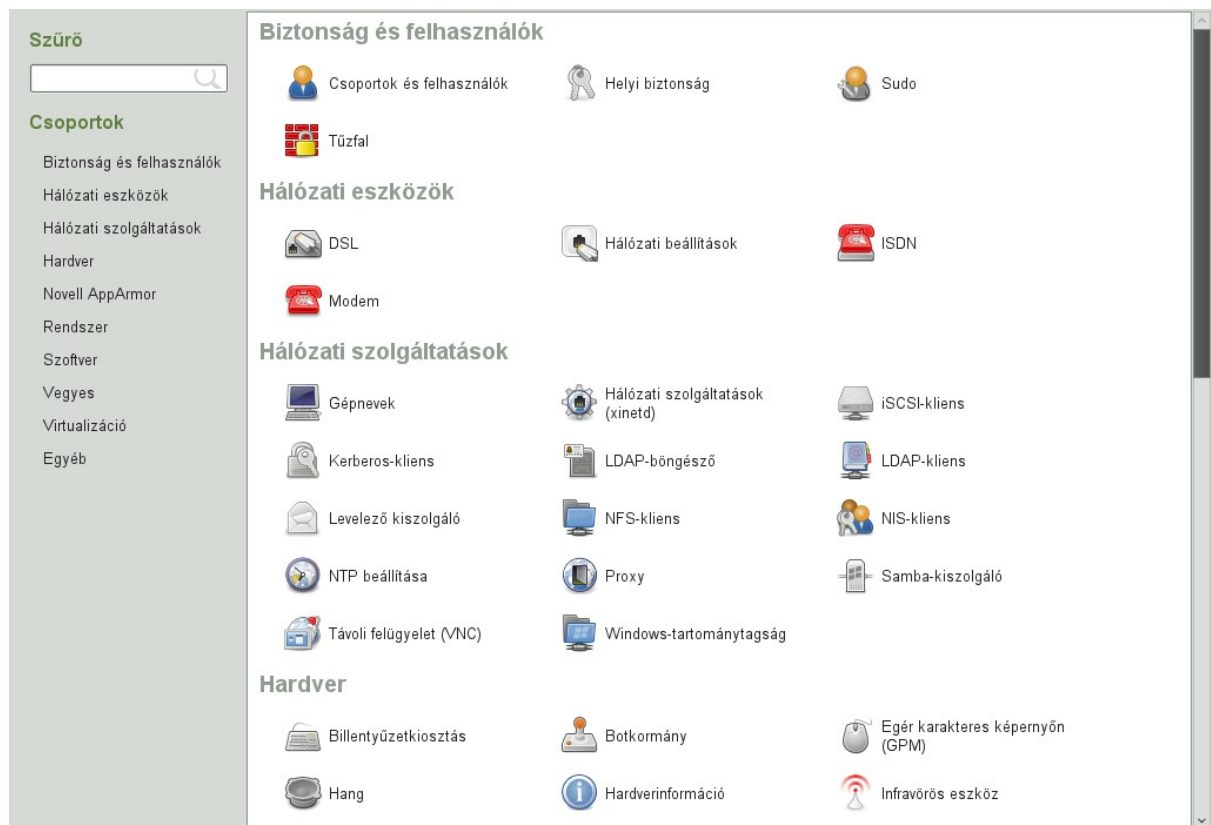 Szűrő
Csoportok
Biztonság és felhasználók
Hálózati eszközök
Hálózati szolgáltatások
Hardver
Novell AppArmor
Rendszer
Szoftver
Vegyes
Virtualizáció
Egyéb
Biztonság és felhasználók
Csoportok és felhasználók
Helyi biztonság
Sudo
Tűzfal
Hálózati eszközök
DSL
Hálózati beállítások
ISDN
Modem
Hálózati szolgáltatások
Gépnevek
Hálózati szolgáltatások
(xinetd)
iSCSI-kliens
Kerberos-kliens
LDAP-böngésző
LDAP-kliens
Levelező kiszolgáló
NFS-kliens
NIS-kliens
NTP beállítása
Proxy
Samba-kiszolgáló
Távoli felügyelet (VNC)
Windows-tartománytagság
Hardver
Billentyűzetkiosztás
Botkormány
Egér karakteres képernyőn
(GPM)
Hang
Hardverinformáció
Infravörös eszköz